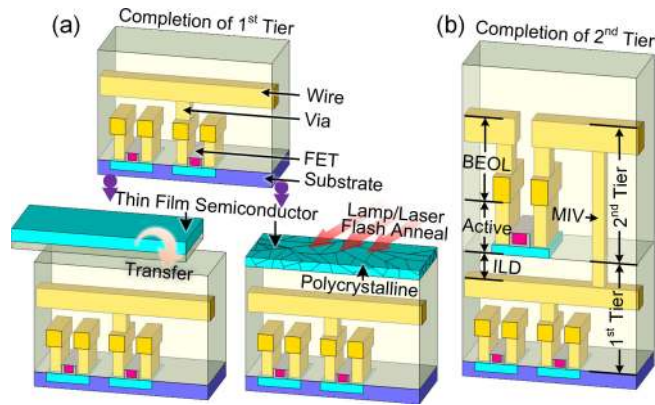 (a) Completion of 1st Tier
Wire
Via
FET
Substrate
Thin Film Semiconductor
Lamp/Laser
Flash Anneal
Transfer
Polycrystalline
(b) Completion of 2nd Tier
BEOL
Active
ILD
MIV
2nd Tier
1st Tier